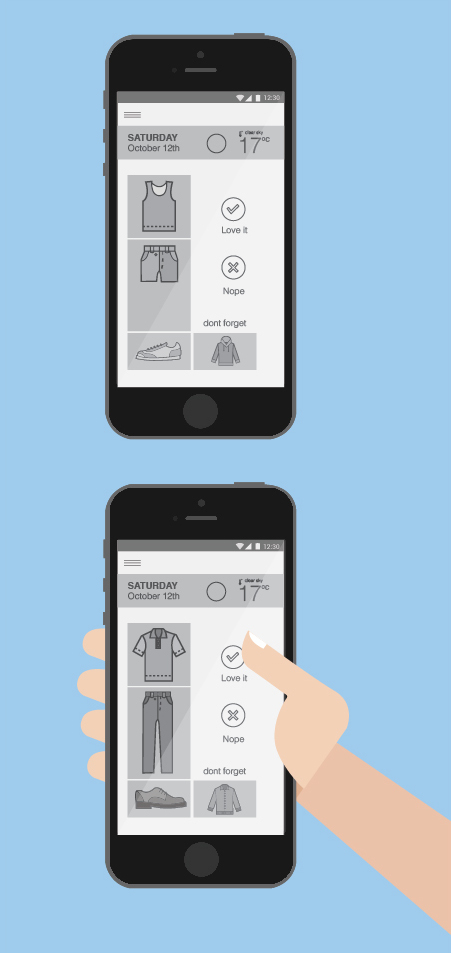 12:30
SATURDAY
October 12th
clear sky
17°C
Love it
Nope
dont forget
12:30
SATURDAY
October 12th
clear sky
17°C
Love it
Nope
dont forget